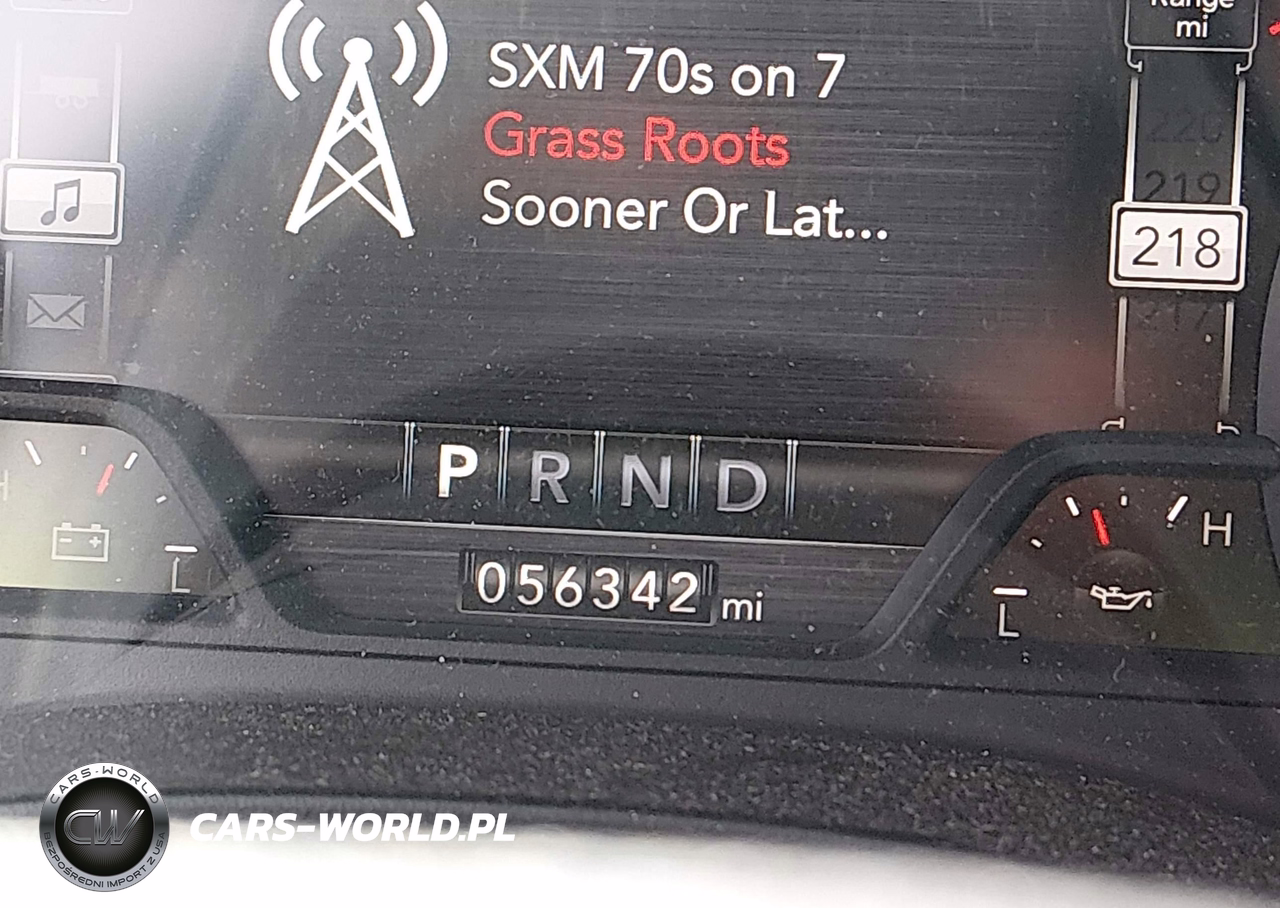 Range
mi
SXM 70s on 7
Grass Roots
Sooner Or Lat...
220
219
218
217
P R N D
H
L
056342 mi
H
L
CARS-WORLD
CW
BEZPOŚREDNI IMPORT Z USA
CARS-WORLD.PL